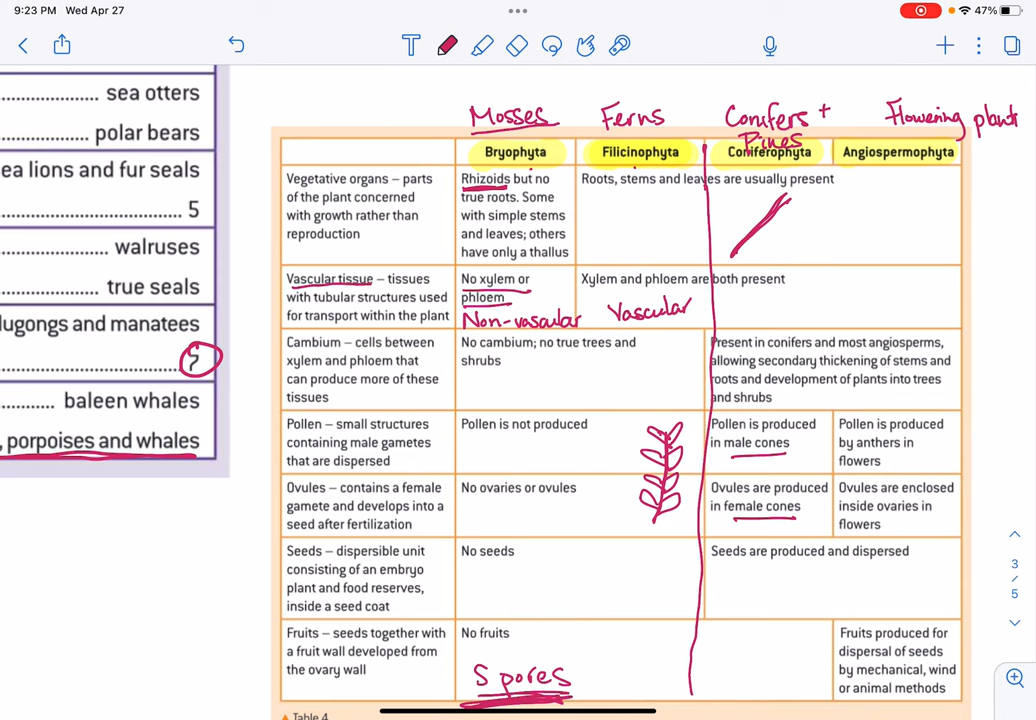 9:23 PM Wed Apr 27
47%
T
.................... sea otters
.............. polar bears
ea lions and fur seals
................................ 5
.................... walruses
................... true seals
lugongs and manatees
...............................?
........... baleen whales
, porpoises and whales
Mosses
Ferns
Conifers +
Pines
Flowering plants
Bryophyta
Filicinophyta
Coniferophyta
Angiospermophyta
Vegetative organs – parts
of the plant concerned
with growth rather than
reproduction
Rhizoids but no
true roots. Some
with simple stems
and leaves; others
have only a thallus
Roots, stems and leaves are usually present
Vascular tissue – tissues
with tubular structures used
for transport within the plant
No xylem or
phloem
Non-vascular
Xylem and phloem are both present
Vascular
Cambium – cells between
xylem and phloem that
can produce more of these
tissues
No cambium; no true trees and
shrubs
Present in conifers and most angiosperms,
allowing secondary thickening of stems and
roots and development of plants into trees
and shrubs
Pollen – small structures
containing male gametes
that are dispersed
Pollen is not produced
Pollen is produced
in male cones
Pollen is produced
by anthers in
flowers
Ovules – contains a female
gamete and develops into a
seed after fertilization
No ovaries or ovules
Ovules are produced
in female cones
Ovules are enclosed
inside ovaries in
flowers
Seeds – dispersible unit
consisting of an embryo
plant and food reserves,
inside a seed coat
No seeds
Seeds are produced and dispersed
Fruits – seeds together with
a fruit wall developed from
the ovary wall
No fruits
Spores
Fruits produced for
dispersal of seeds
by mechanical, wind
or animal methods
▲ Table 4
3
/
5